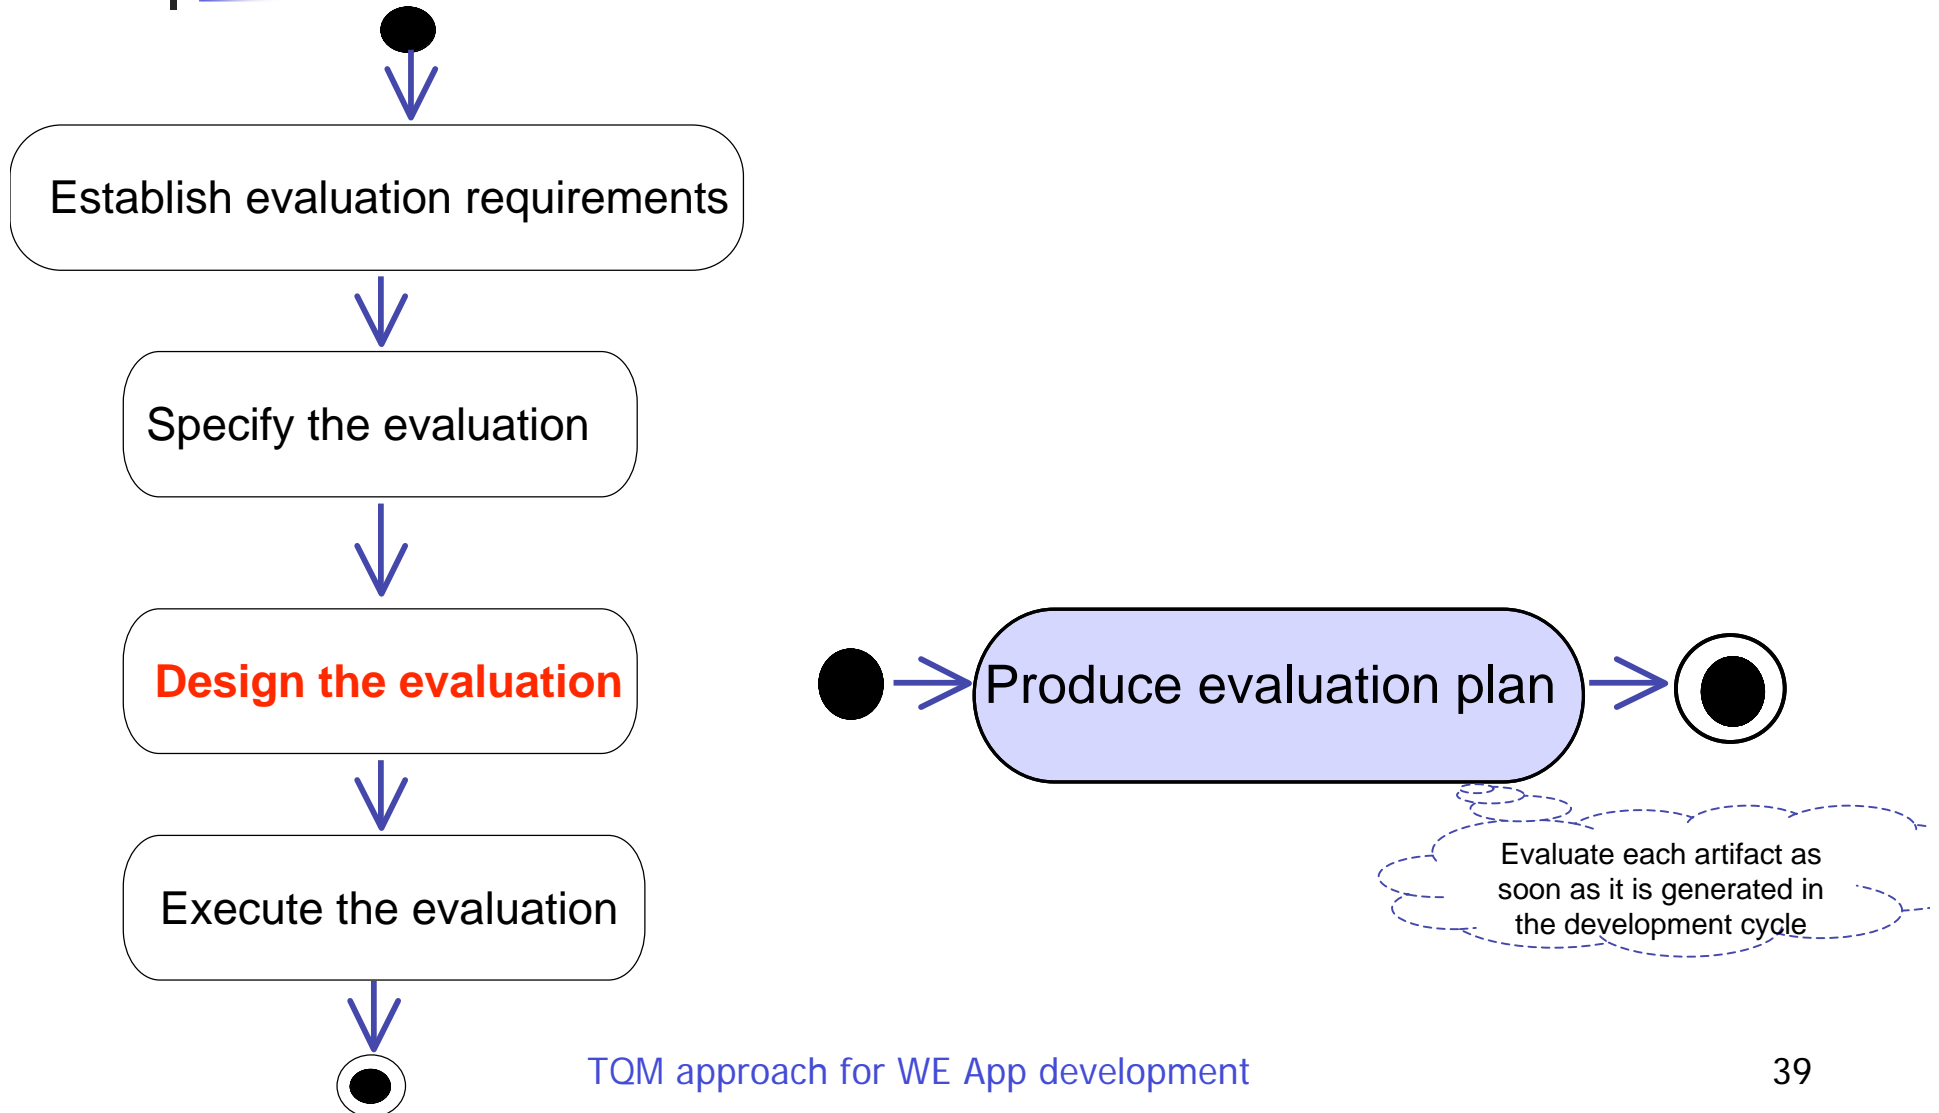 Establish evaluation requirements
Specify the evaluation
Design the evaluation
Produce evaluation plan
Evaluate each artifact as
soon as it is generated in
the development cycle
Execute the evaluation
TQM approach for WE App development
39